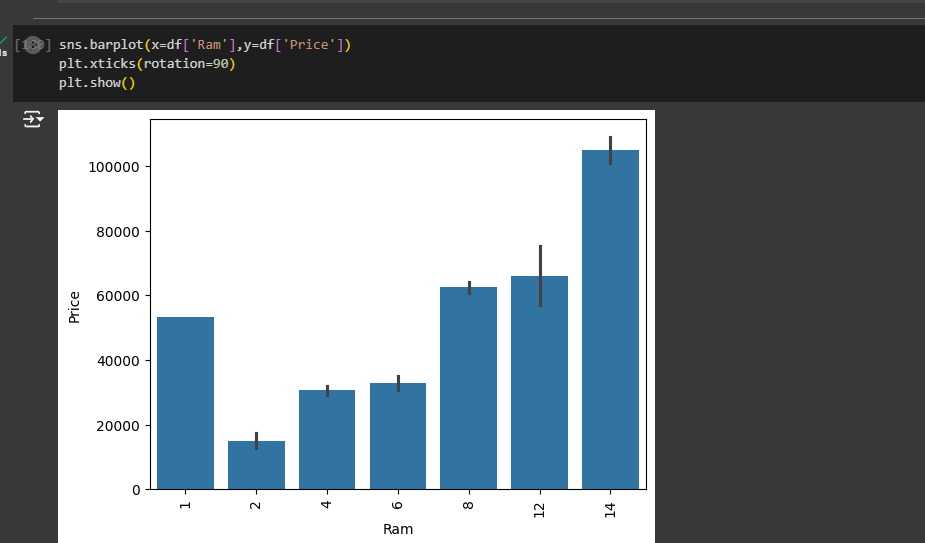 sns.barplot(x=df['Ram'],y=df['Price'])
plt.xticks(rotation=90)
plt.show()
100000
80000
60000
40000
20000
0
Price
1 2 4 6 8 12 14
Ram